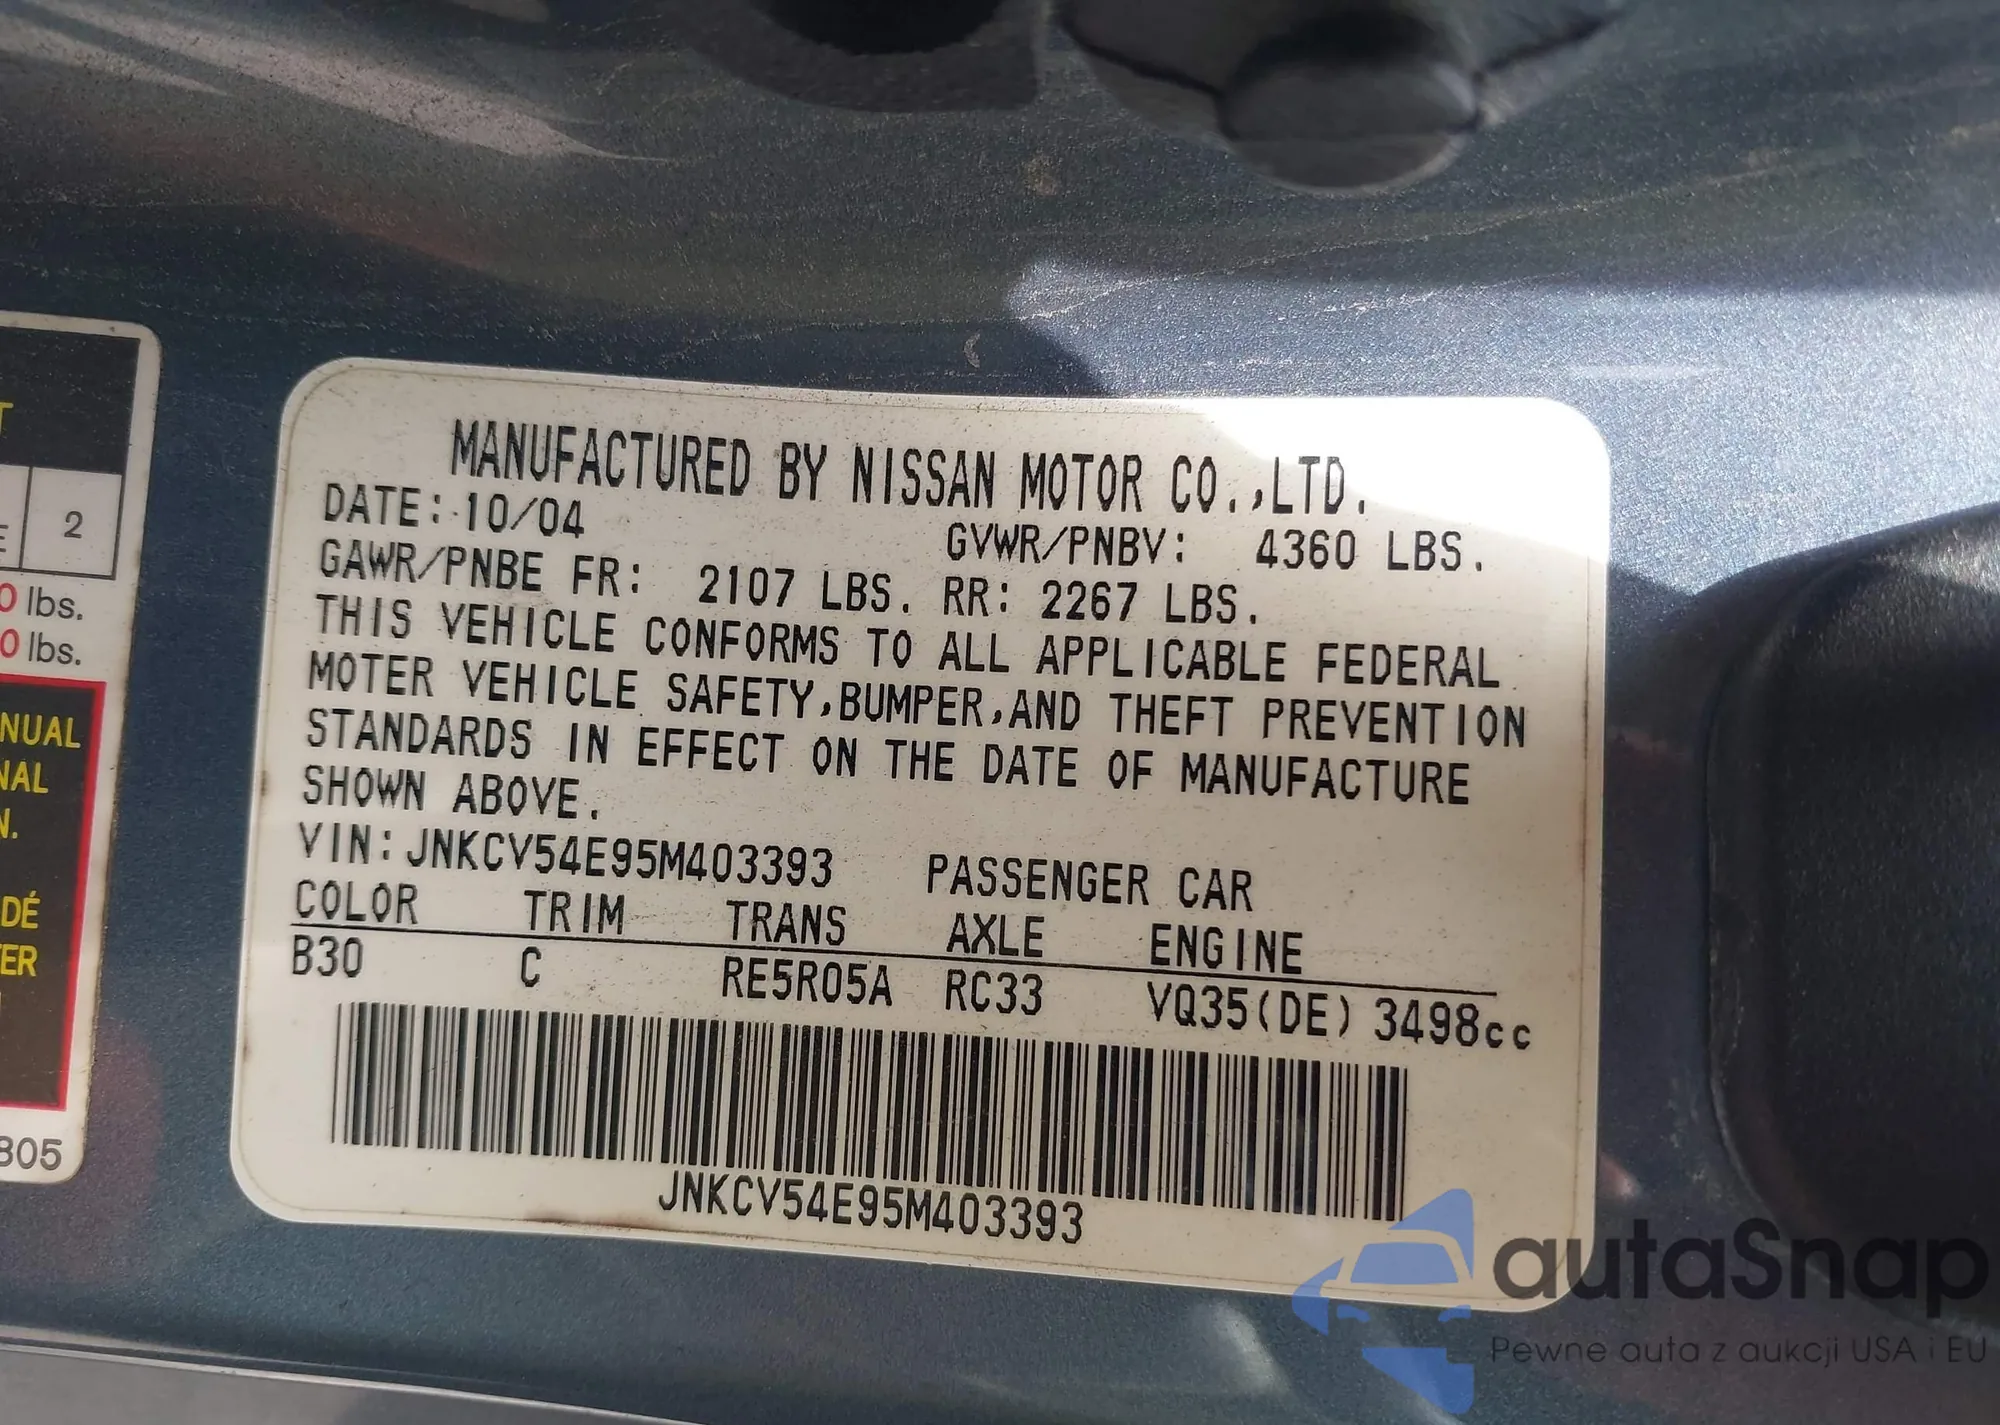 T
E 2
0 lbs.
0 lbs.
NUAL
NAL
N.
DÉ
ER
805
MANUFACTURED BY NISSAN MOTOR CO.,LTD.
DATE: 10/04 GVWR/PNBV: 4360 LBS.
GAWR/PNBE FR: 2107 LBS. RR: 2267 LBS.
THIS VEHICLE CONFORMS TO ALL APPLICABLE FEDERAL
MOTER VEHICLE SAFETY,BUMPER,AND THEFT PREVENTION
STANDARDS IN EFFECT ON THE DATE OF MANUFACTURE
SHOWN ABOVE.
VIN:JNKCV54E95M403393 PASSENGER CAR
COLOR TRIM TRANS AXLE ENGINE
B30 C RE5R05A RC33 VQ35(DE) 3498cc
JNKCV54E95M403393
autaSnap
Pewne auta z aukcji USA i EU